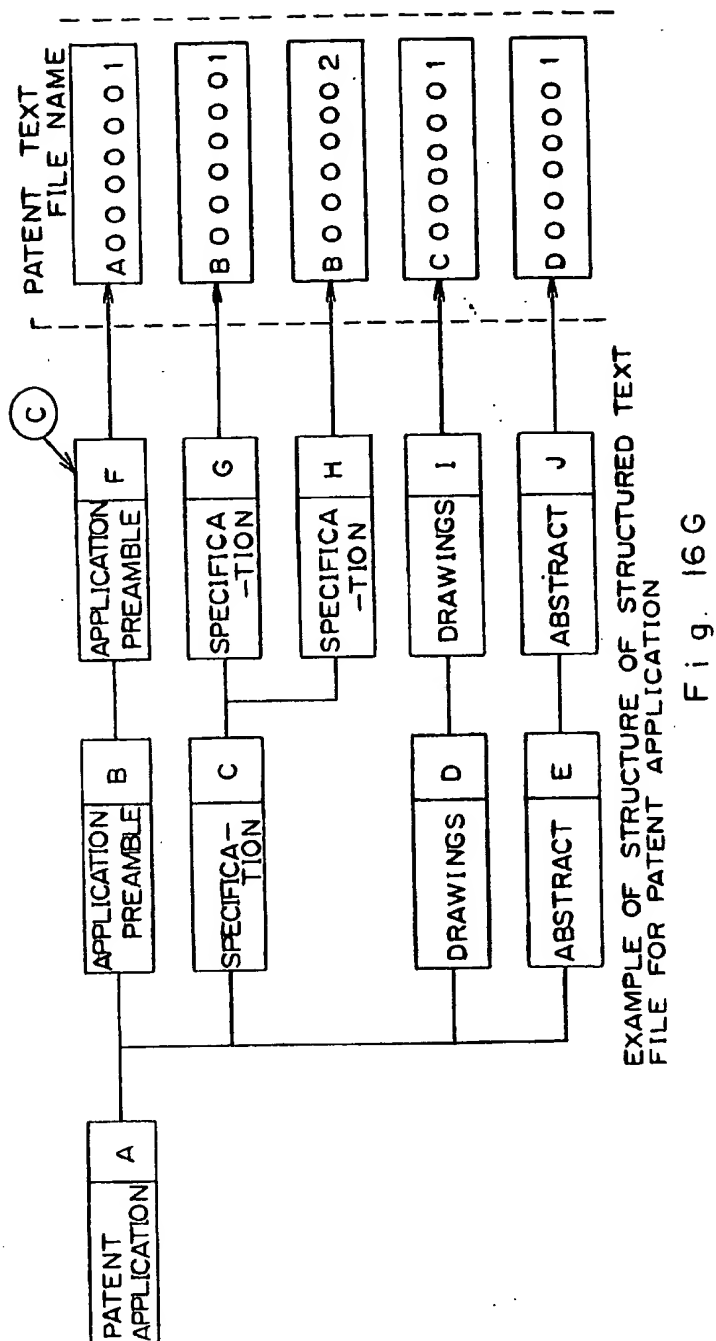 PATENT TEXT
FILE NAME
C
PATENT
APPLICATION
A
APPLICATION
PREAMBLE
B
APPLICATION
PREAMBLE
F
A0000001
SPECIFICA-
TION
C
SPECIFICA
-TION
G
B0000001
SPECIFICA
-TION
H
B0000002
DRAWINGS
D
DRAWINGS
I
C0000001
ABSTRACT
E
ABSTRACT
J
D0000001
EXAMPLE OF STRUCTURE OF STRUCTURED TEXT
FILE FOR PATENT APPLICATION
Fig. 16G